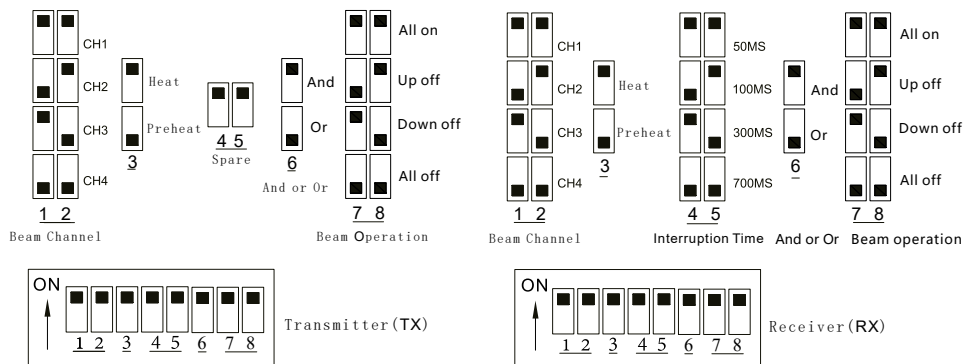 CH1
CH2
CH3
CH4
1 2
Beam Channel
Heat
Preheat
3
4 5
Spare
And
Or
6
And or Or
All on
Up off
Down off
All off
7 8
Beam Operation
CH1
CH2
CH3
CH4
1 2
Beam Channel
Heat
Preheat
3
50MS
100MS
300MS
700MS
4 5
Interruption Time
And
Or
6
And or Or
All on
Up off
Down off
All off
7 8
Beam operation
ON
1 2 3 4 5 6 7 8
Transmitter(TX)
ON
1 2 3 4 5 6 7 8
Receiver(RX)